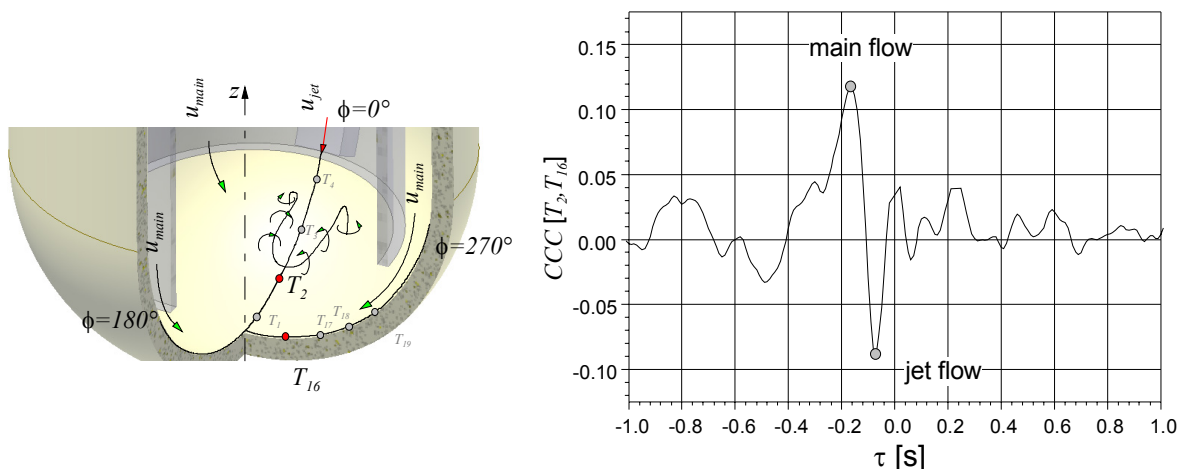 u_main
z
u_jet
ϕ=0°
T_4
u_main
T_
u_main
ϕ=270°
T_2
ϕ=180°
T_1
T_17
T_18
T_19
T_16
main flow
jet flow
CCC [T_2,T_16]
0.15
0.10
0.05
0.00
-0.05
-0.10
-1.0 -0.8 -0.6 -0.4 -0.2 0.0 0.2 0.4 0.6 0.8 1.0
τ [s]